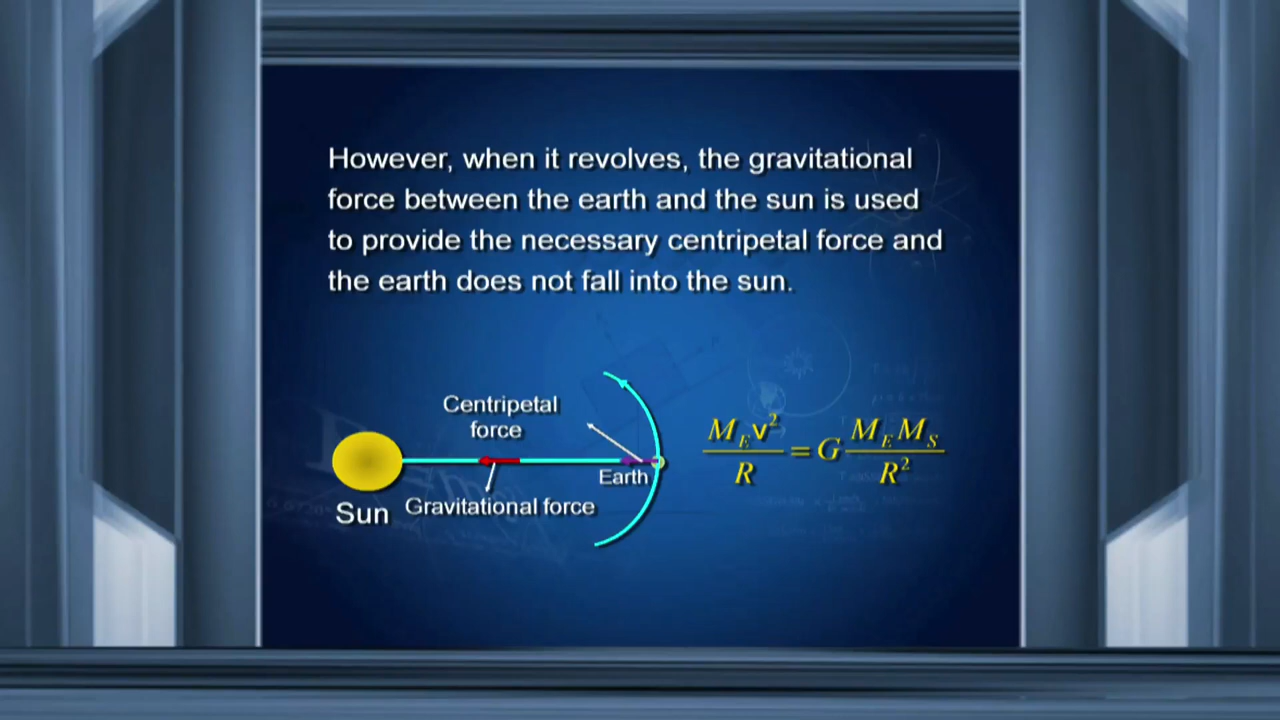 However, when it revolves, the gravitational
force between the earth and the sun is used
to provide the necessary centripetal force and
the earth does not fall into the sun.
Centripetal
force
Earth
Sun
Gravitational force
M_E v² / R = G M_E M_S / R²